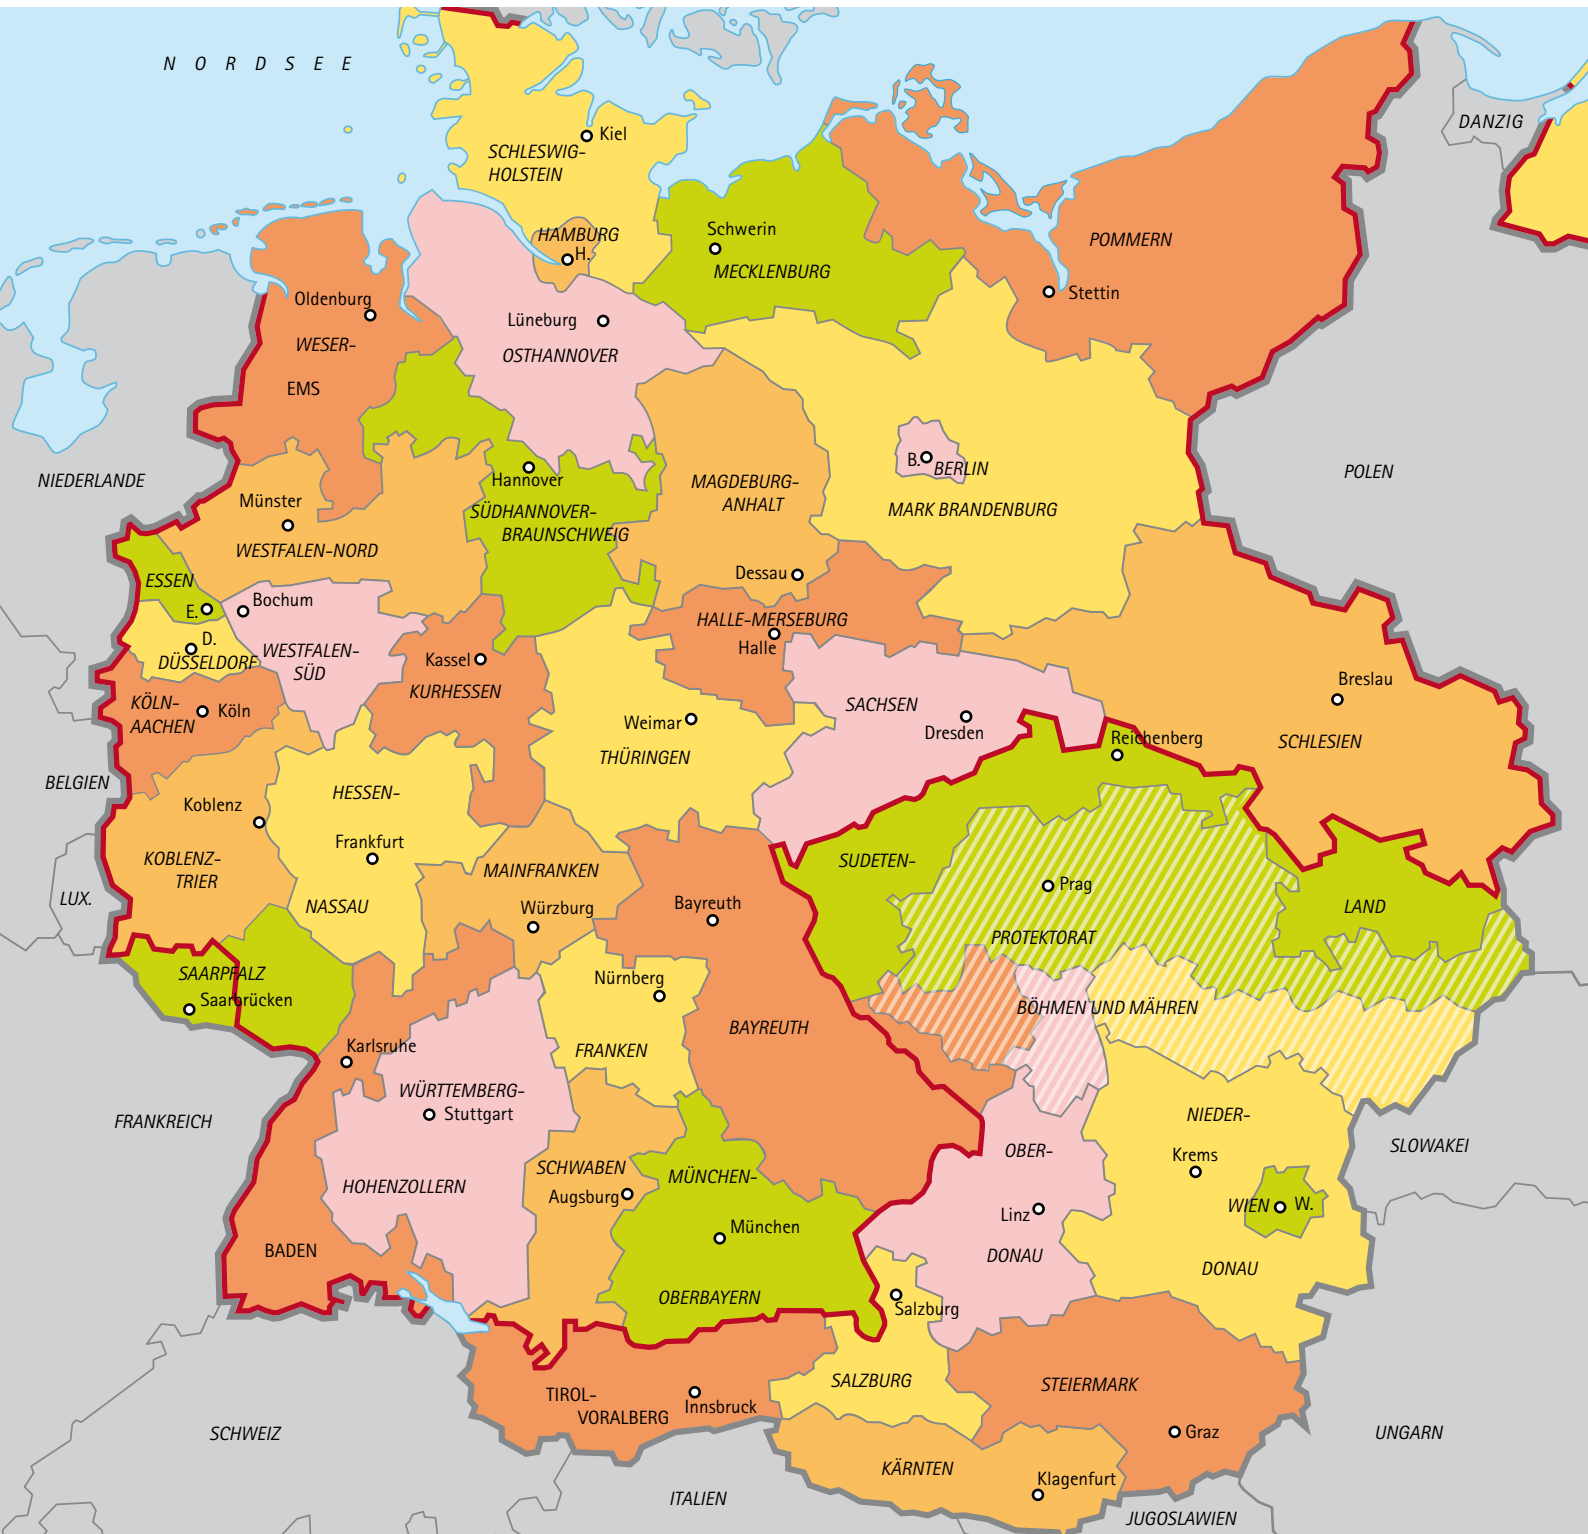 NORDSEE
Kiel
SCHLESWIG-
HOLSTEIN
DANZIG
HAMBURG
H.
Schwerin
MECKLENBURG
POMMERN
Stettin
Oldenburg
WESER-
EMS
Lüneburg
OSTHANNOVER
NIEDERLANDE
POLEN
B.
BERLIN
MARK BRANDENBURG
MAGDEBURG-
ANHALT
Dessau
Hannover
SÜDHANNOVER-
BRAUNSCHWEIG
Münster
WESTFALEN-NORD
ESSEN
E.
Bochum
WESTFALEN-
SÜD
D.
DÜSSELDORF
KÖLN-
AACHEN
Köln
Kassel
KURHESSEN
HALLE-MERSEBURG
Halle
Weimar
THÜRINGEN
SACHSEN
Dresden
Breslau
SCHLESIEN
Reichenberg
BELGIEN
Koblenz
KOBLENZ-
TRIER
LUX.
HESSEN-
Frankfurt
NASSAU
MAINFRANKEN
Würzburg
Bayreuth
BAYREUTH
SUDETEN-
LAND
Prag
PROTEKTORAT
BÖHMEN UND MÄHREN
SAARPFALZ
Saarbrücken
Nürnberg
FRANKEN
Karlsruhe
WÜRTTEMBERG-
Stuttgart
HOHENZOLLERN
FRANKREICH
BADEN
SCHWABEN
Augsburg
MÜNCHEN-
München
OBERBAYERN
OBER-
Linz
DONAU
NIEDER-
Krems
WIEN
W.
DONAU
SLOWAKEI
Salzburg
SALZBURG
TIROL-
VORALBERG
Innsbruck
STEIERMARK
Graz
KÄRNTEN
Klagenfurt
SCHWEIZ
ITALIEN
JUGOSLAWIEN
UNGARN